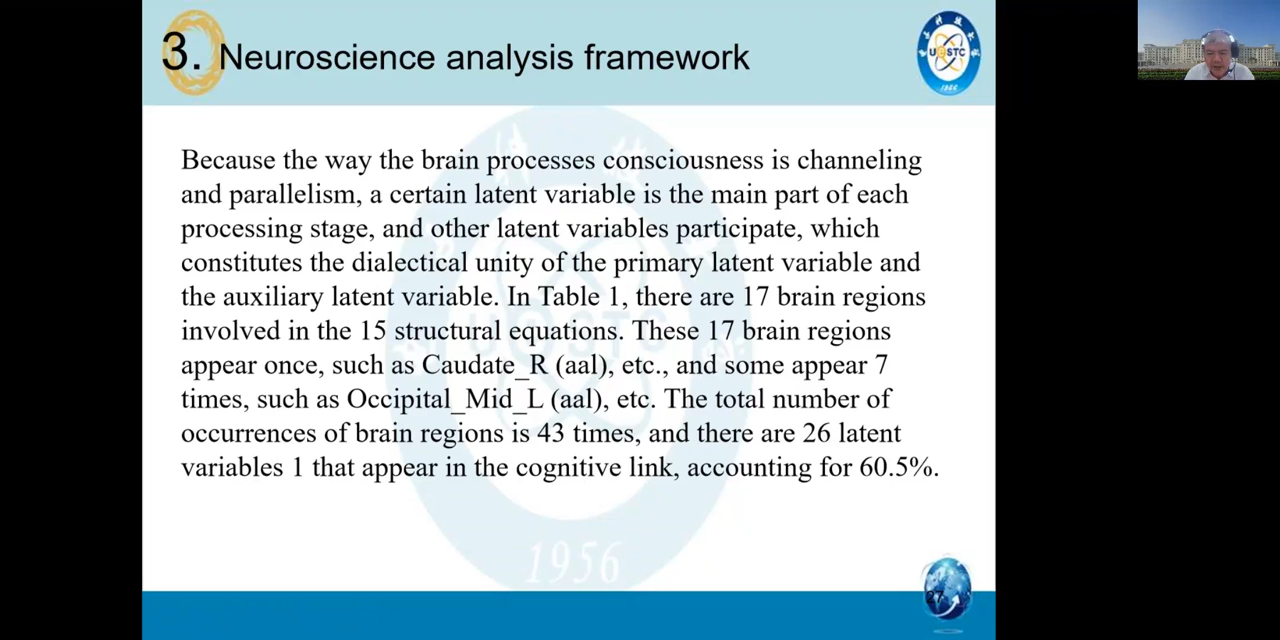 3. Neuroscience analysis framework
UESTC
1956
Because the way the brain processes consciousness is channeling
and parallelism, a certain latent variable is the main part of each
processing stage, and other latent variables participate, which
constitutes the dialectical unity of the primary latent variable and
the auxiliary latent variable. In Table 1, there are 17 brain regions
involved in the 15 structural equations. These 17 brain regions
appear once, such as Caudate_R (aal), etc., and some appear 7
times, such as Occipital_Mid_L (aal), etc. The total number of
occurrences of brain regions is 43 times, and there are 26 latent
variables 1 that appear in the cognitive link, accounting for 60.5%.
1956
27